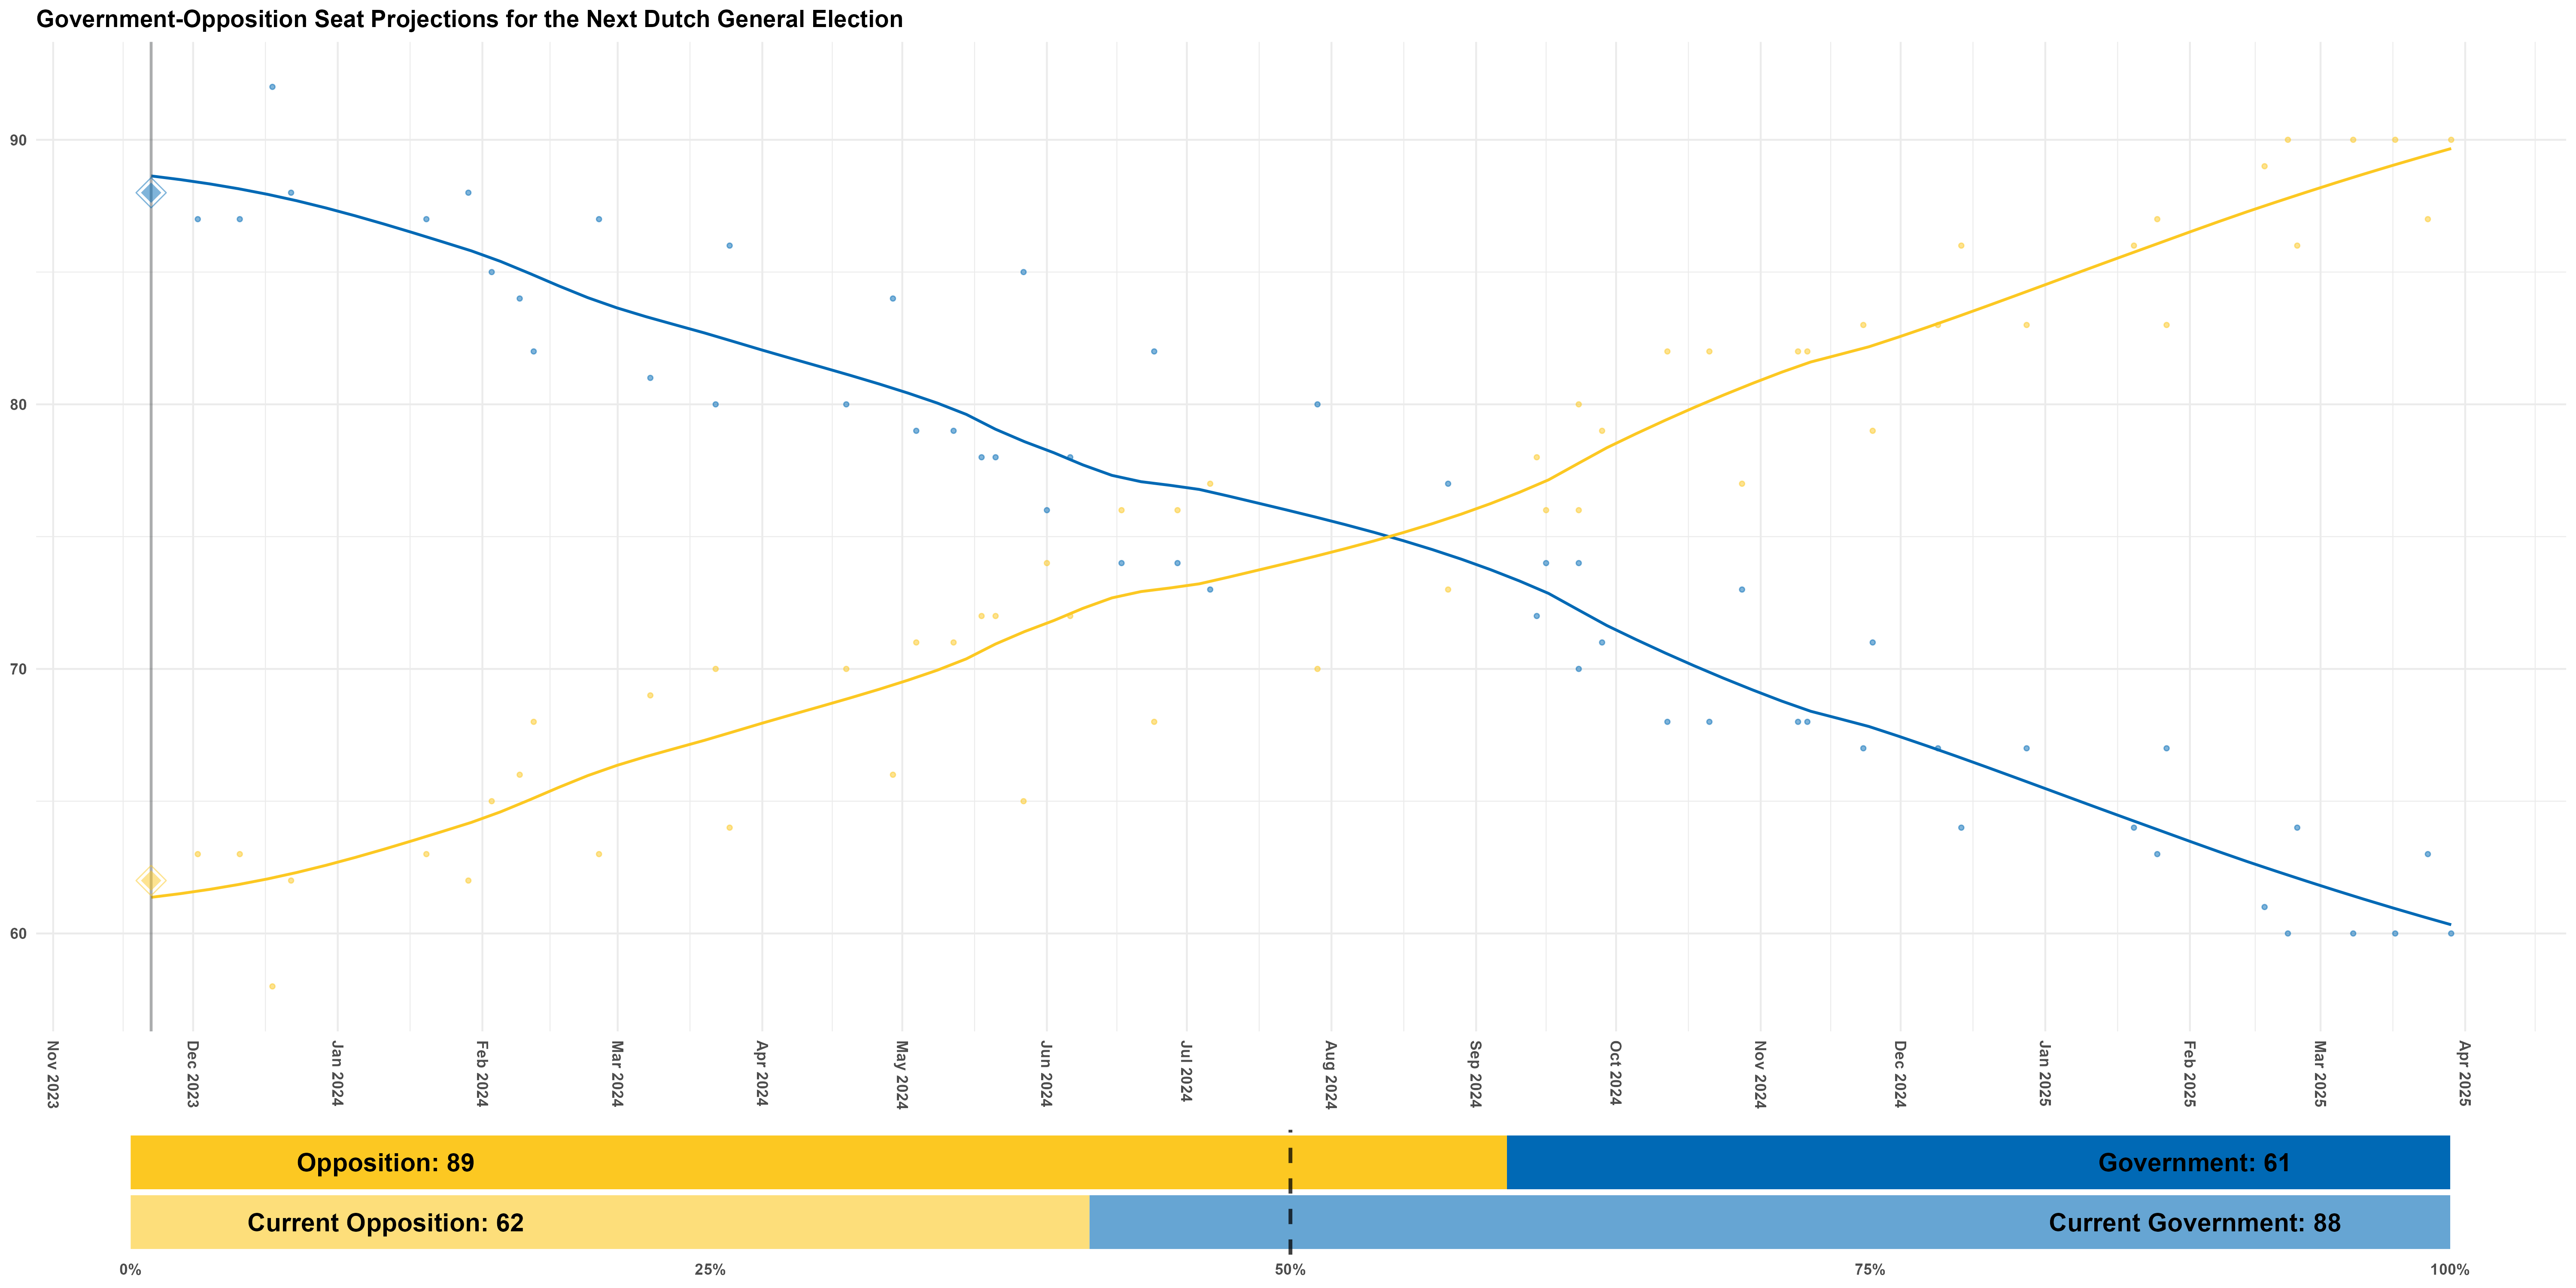 Government-Opposition Seat Projections for the Next Dutch General Election
90
80
70
60
Nov 2023
Dec 2023
Jan 2024
Feb 2024
Mar 2024
Apr 2024
May 2024
Jun 2024
Jul 2024
Aug 2024
Sep 2024
Oct 2024
Nov 2024
Dec 2024
Jan 2025
Feb 2025
Mar 2025
Apr 2025
Opposition: 89
Government: 61
Current Opposition: 62
Current Government: 88
0%
25%
50%
75%
100%